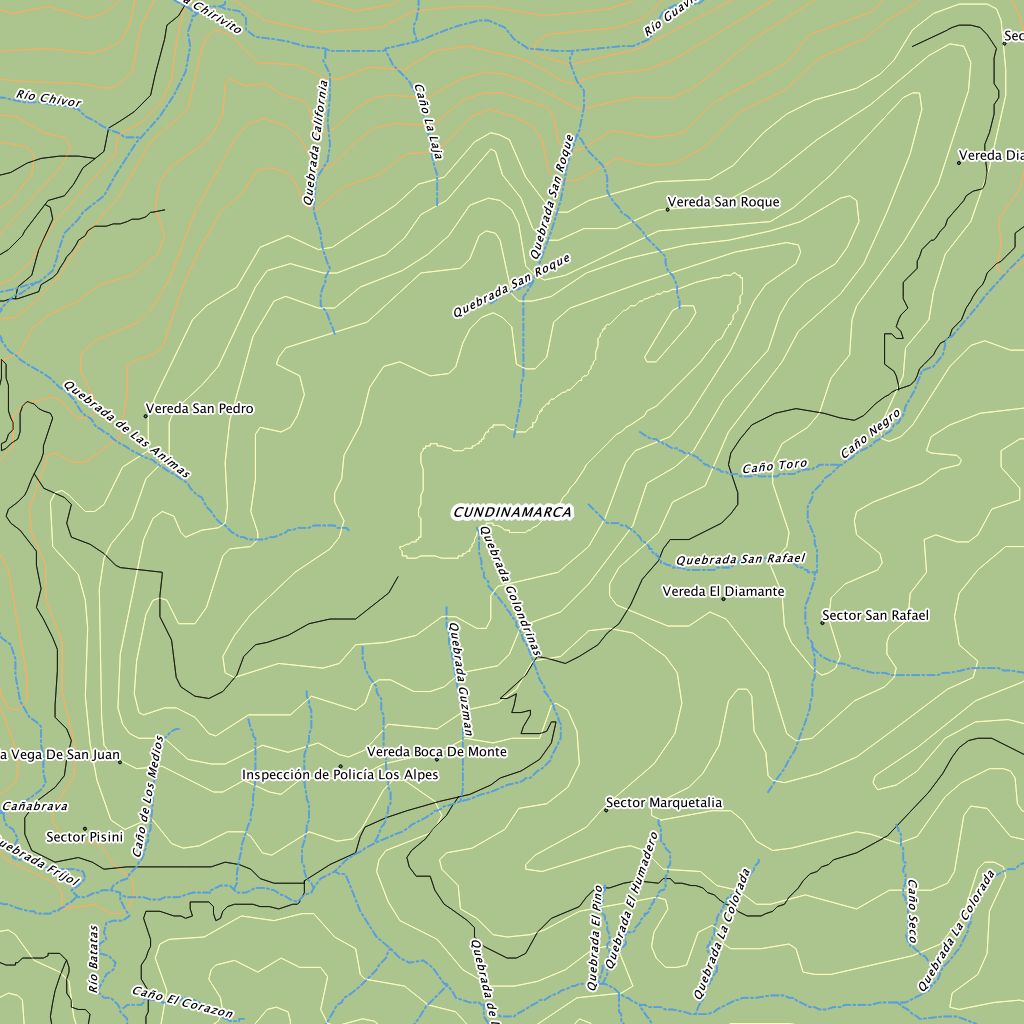 Chirivito
Río Guavi
Sec
Río Chivor
Quebrada California
Caño La Laja
Quebrada San Roque
Vereda Dia
Vereda San Roque
Quebrada San Roque
Quebrada de Las Animas
Vereda San Pedro
Caño Negro
Caño Toro
CUNDINAMARCA
Quebrada Golondrinas
Quebrada San Rafael
Vereda El Diamante
Sector San Rafael
Quebrada Guzman
a Vega De San Juan
Caño de Los Medios
Vereda Boca De Monte
Inspección de Policía Los Alpes
Cañabrava
Sector Marquetalia
Sector Pisini
uebrada Frijol
Quebrada El Humadero
Quebrada El Pino
Quebrada La Colorada
Caño Seco
Quebrada La Colorada
Río Batatas
Caño El Corazon
Quebrada de